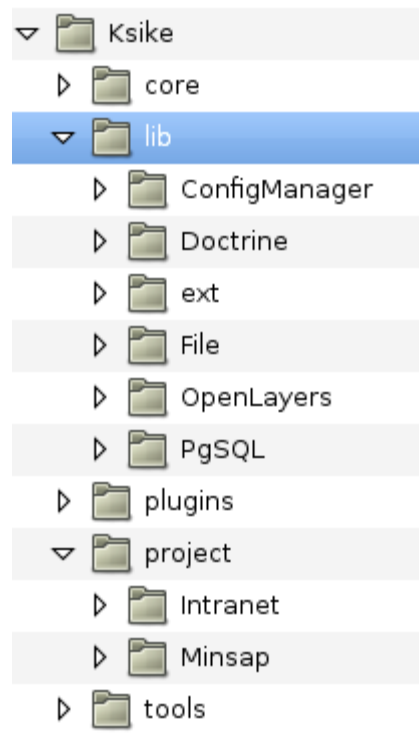 Ksike
core
lib
ConfigManager
Doctrine
ext
File
OpenLayers
PgSQL
plugins
project
Intranet
Minsap
tools